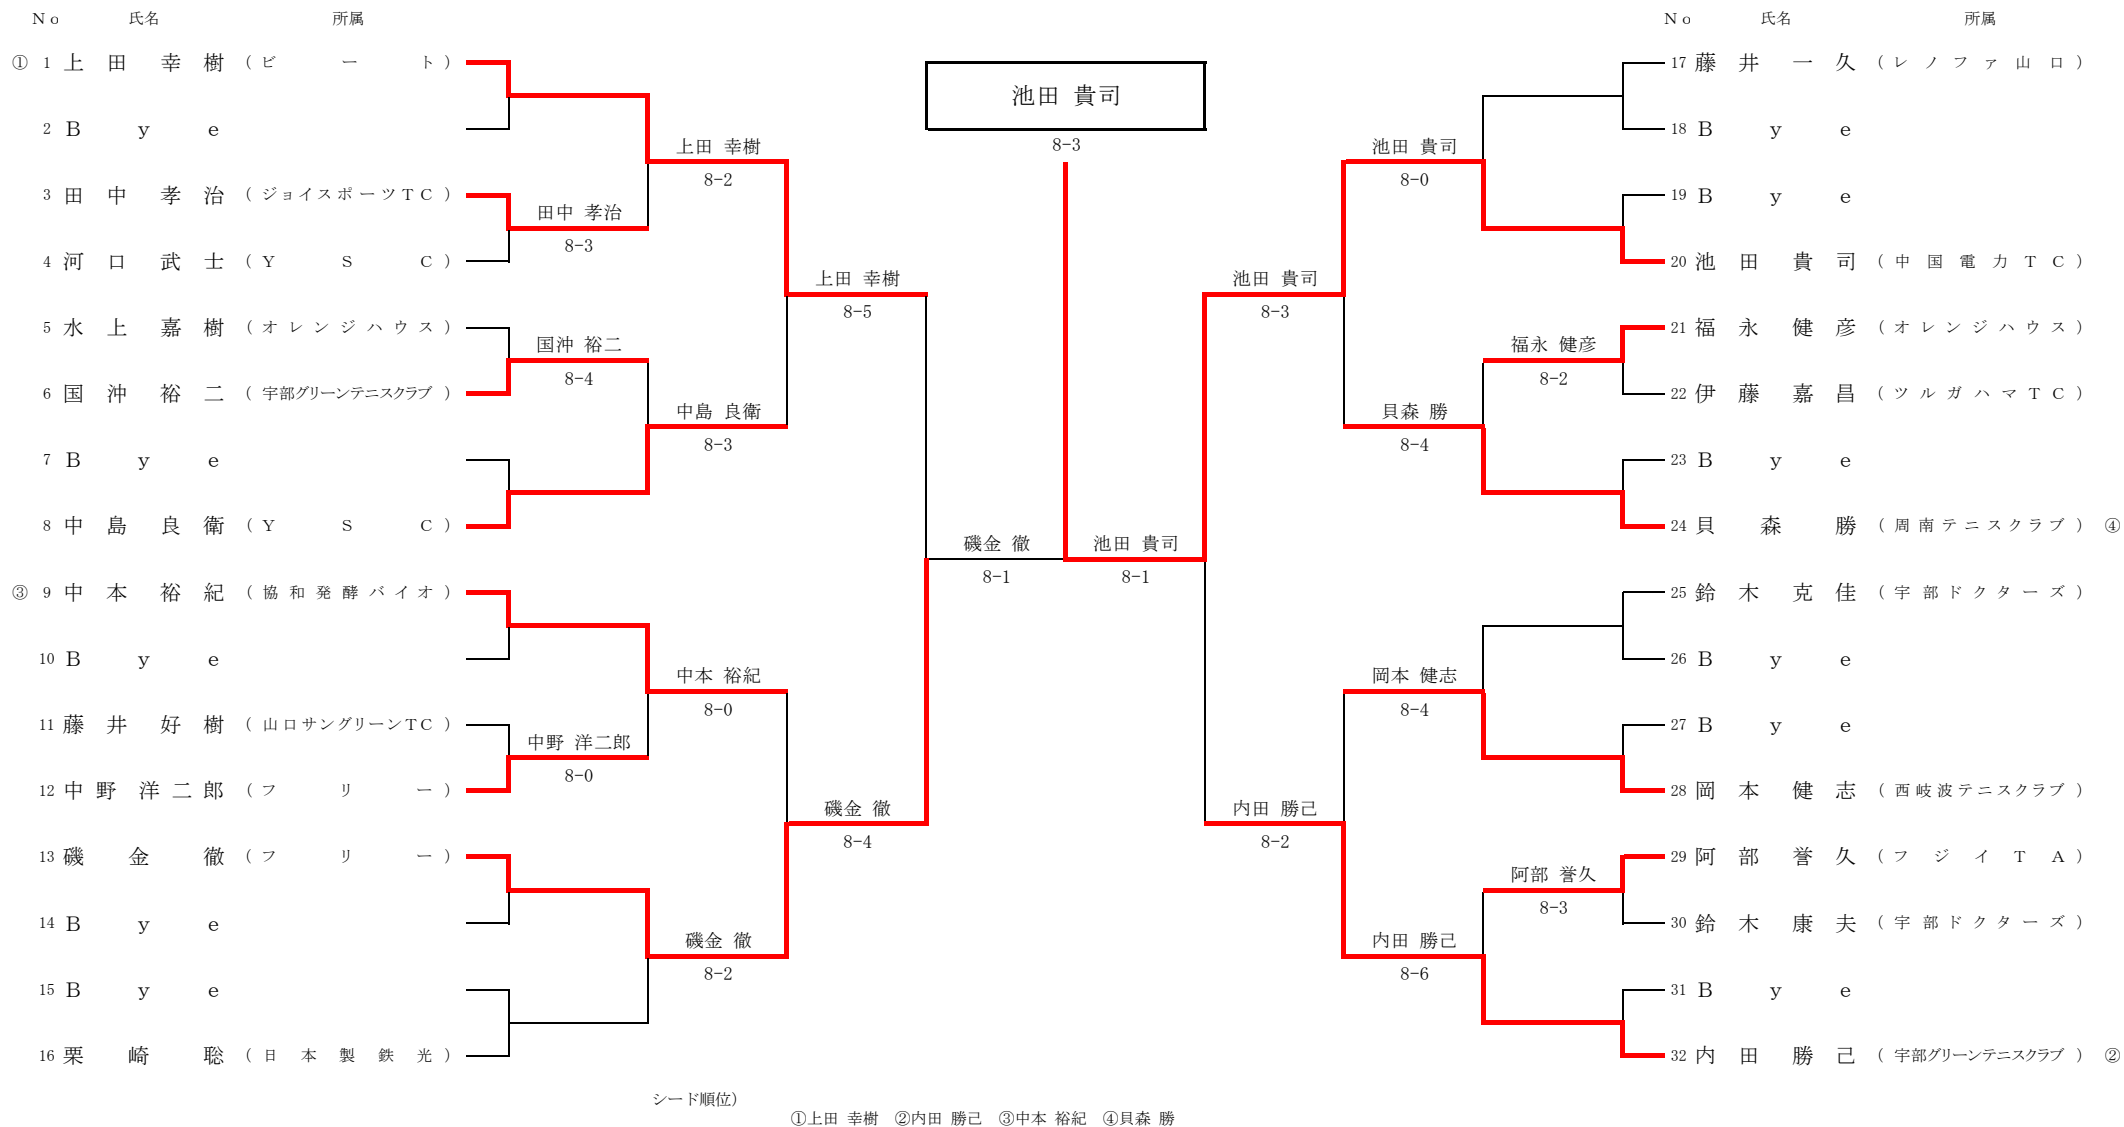 No 氏名 所属
① 1 上田 幸樹 (ビート)
2 Bye
3 田中 孝治 (ジョイスポーツTC)
4 河口 武士 (YSC)
5 水上 嘉樹 (オレンジハウス)
6 国沖 裕二 (宇部グリーンテニスクラブ)
7 Bye
8 中島 良衛 (YSC)
③ 9 中本 裕紀 (協和発酵バイオ)
10 Bye
11 藤井 好樹 (山口サングリーンTC)
12 中野 洋二郎 (フリー)
13 磯金 徹 (フリー)
14 Bye
15 Bye
16 栗崎 聡 (日本製鉄光)
田中 孝治
8-3
国沖 裕二
8-4
中野 洋二郎
8-0
上田 幸樹
8-2
中島 良衛
8-3
中本 裕紀
8-0
磯金 徹
8-2
上田 幸樹
8-5
磯金 徹
8-4
磯金 徹
8-1
池田 貴司
8-3
池田 貴司
8-1
池田 貴司
8-3
内田 勝己
8-2
池田 貴司
8-0
貝森 勝
8-4
岡本 健志
8-4
内田 勝己
8-6
福永 健彦
8-2
阿部 誉久
8-3
No 氏名 所属
17 藤井 一久 (レノファ山口)
18 Bye
19 Bye
20 池田 貴司 (中国電力TC)
21 福永 健彦 (オレンジハウス)
22 伊藤 嘉昌 (ツルガハマTC)
23 Bye
24 貝森 勝 (周南テニスクラブ) ④
25 鈴木 克佳 (宇部ドクターズ)
26 Bye
27 Bye
28 岡本 健志 (西岐波テニスクラブ)
29 阿部 誉久 (フジイTA)
30 鈴木 康夫 (宇部ドクターズ)
31 Bye
32 内田 勝己 (宇部グリーンテニスクラブ) ②
シード順位)
①上田 幸樹 ②内田 勝己 ③中本 裕紀 ④貝森 勝